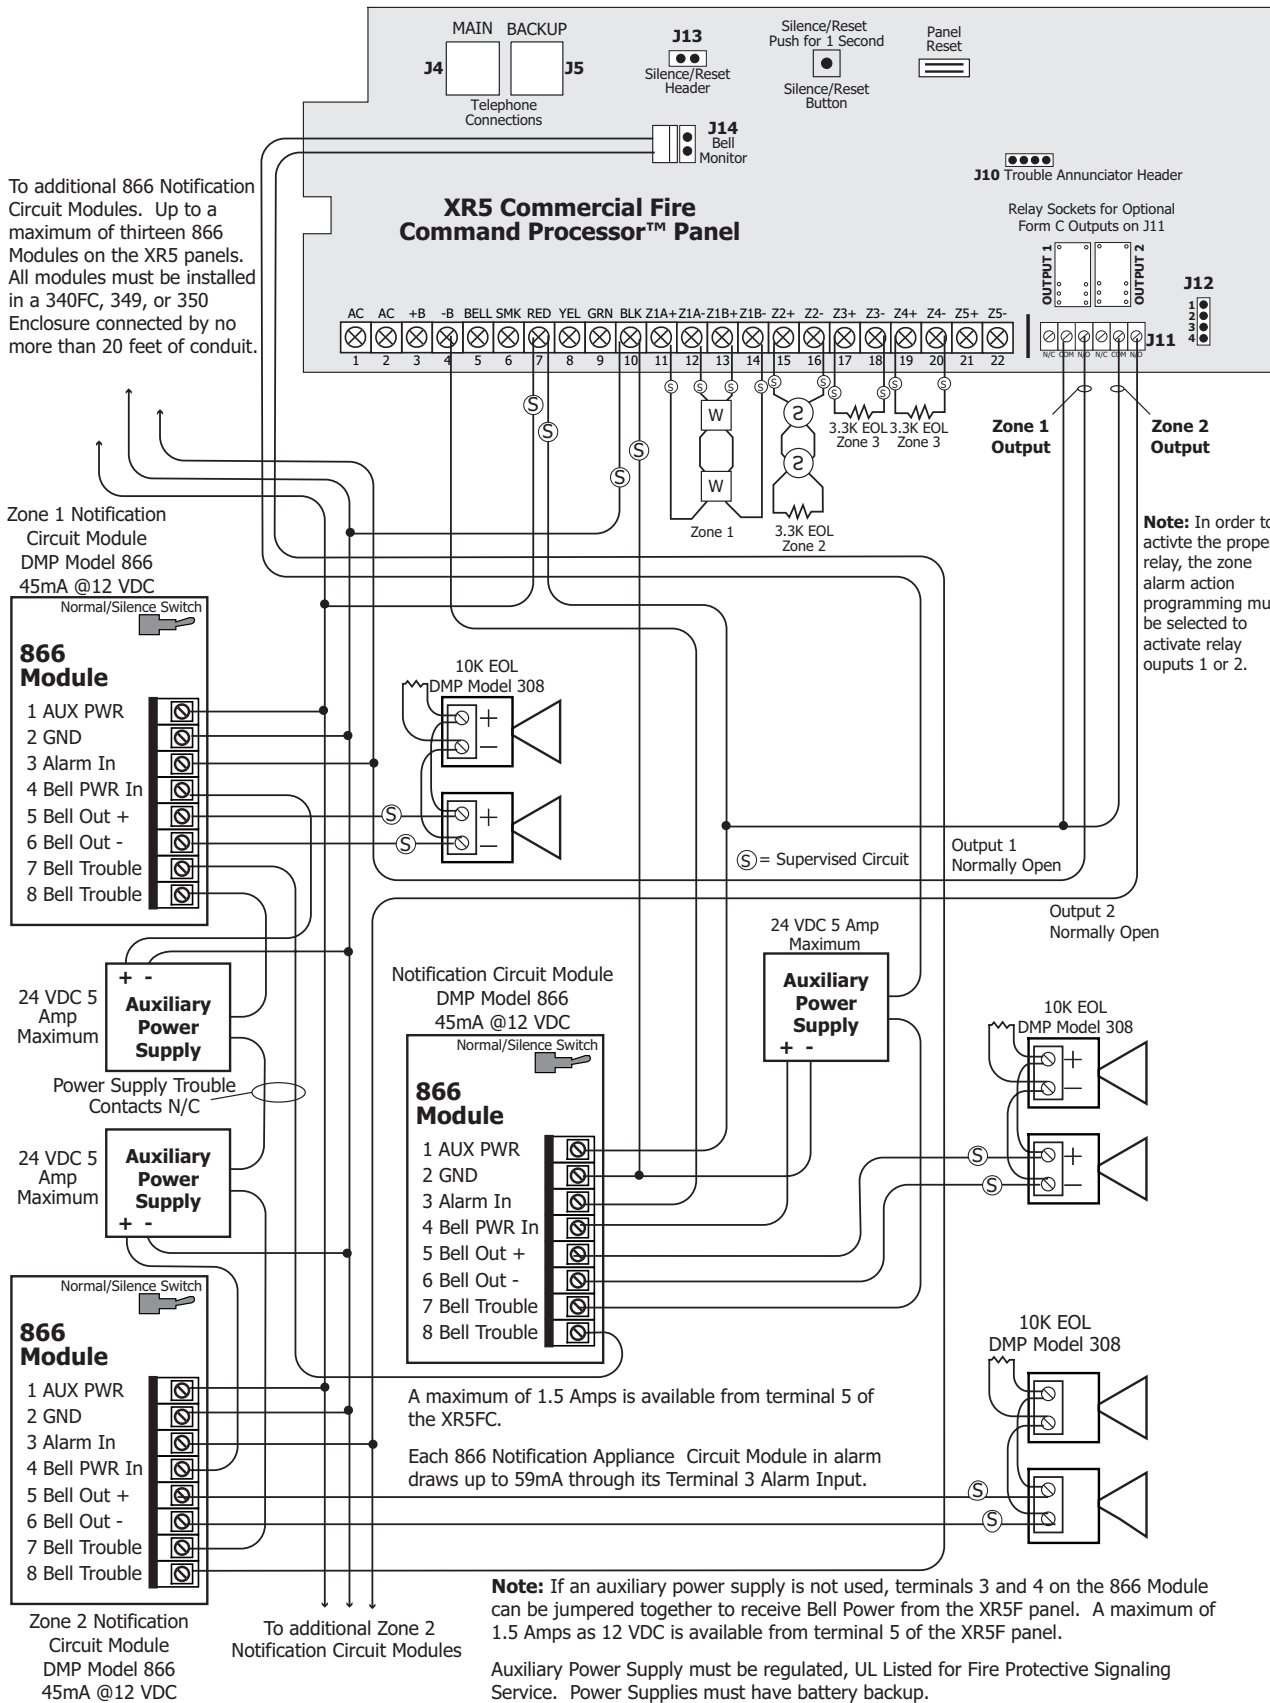 MAIN BACKUP
J4
J5
Telephone
Connections
J13
Silence/Reset
Header
Silence/Reset
Push for 1 Second
Silence/Reset
Button
Panel
Reset
J14
Bell
Monitor
J10 Trouble Annunciator Header
Relay Sockets for Optional
Form C Outputs on J11
OUTPUT 1
OUTPUT 2
J12
1
2
3
4
J11
N/C COM N/O N/C COM N/O
XR5 Commercial Fire
Command Processor™ Panel
AC AC +B -B BELL SMK RED YEL GRN BLK Z1A+ Z1A- Z1B+ Z1B- Z2+ Z2- Z3+ Z3- Z4+ Z4- Z5+ Z5-
1 2 3 4 5 6 7 8 9 10 11 12 13 14 15 16 17 18 19 20 21 22
To additional 866 Notification
Circuit Modules. Up to a
maximum of thirteen 866
Modules on the XR5 panels.
All modules must be installed
in a 340FC, 349, or 350
Enclosure connected by no
more than 20 feet of conduit.
S S S S
S S S S S S S S S S
W
W
Zone 1
S
S
3.3K EOL
Zone 2
3.3K EOL
Zone 3
3.3K EOL
Zone 3
Zone 1
Output
Zone 2
Output
Note: In order to
activte the prope
relay, the zone
alarm action
programming mu
be selected to
activate relay
ouputs 1 or 2.
Zone 1 Notification
Circuit Module
DMP Model 866
45mA @12 VDC
Normal/Silence Switch
866
Module
1 AUX PWR
2 GND
3 Alarm In
4 Bell PWR In
5 Bell Out +
6 Bell Out -
7 Bell Trouble
8 Bell Trouble
10K EOL
DMP Model 308
+
-
+
-
S
S
S = Supervised Circuit
Output 1
Normally Open
Output 2
Normally Open
24 VDC 5
Amp
Maximum
+ -
Auxiliary
Power
Supply
Power Supply Trouble
Contacts N/C
24 VDC 5
Amp
Maximum
Auxiliary
Power
Supply
+ -
Notification Circuit Module
DMP Model 866
45mA @12 VDC
Normal/Silence Switch
866
Module
1 AUX PWR
2 GND
3 Alarm In
4 Bell PWR In
5 Bell Out +
6 Bell Out -
7 Bell Trouble
8 Bell Trouble
24 VDC 5 Amp
Maximum
Auxiliary
Power
Supply
+ -
10K EOL
DMP Model 308
+
-
+
-
S
S
Normal/Silence Switch
866
Module
1 AUX PWR
2 GND
3 Alarm In
4 Bell PWR In
5 Bell Out +
6 Bell Out -
7 Bell Trouble
8 Bell Trouble
Zone 2 Notification
Circuit Module
DMP Model 866
45mA @12 VDC
A maximum of 1.5 Amps is available from terminal 5 of
the XR5FC.
Each 866 Notification Appliance Circuit Module in alarm
draws up to 59mA through its Terminal 3 Alarm Input.
10K EOL
DMP Model 308
S
S
To additional Zone 2
Notification Circuit Modules
Note: If an auxiliary power supply is not used, terminals 3 and 4 on the 866 Module
can be jumpered together to receive Bell Power from the XR5F panel. A maximum of
1.5 Amps as 12 VDC is available from terminal 5 of the XR5F panel.
Auxiliary Power Supply must be regulated, UL Listed for Fire Protective Signaling
Service. Power Supplies must have battery backup.